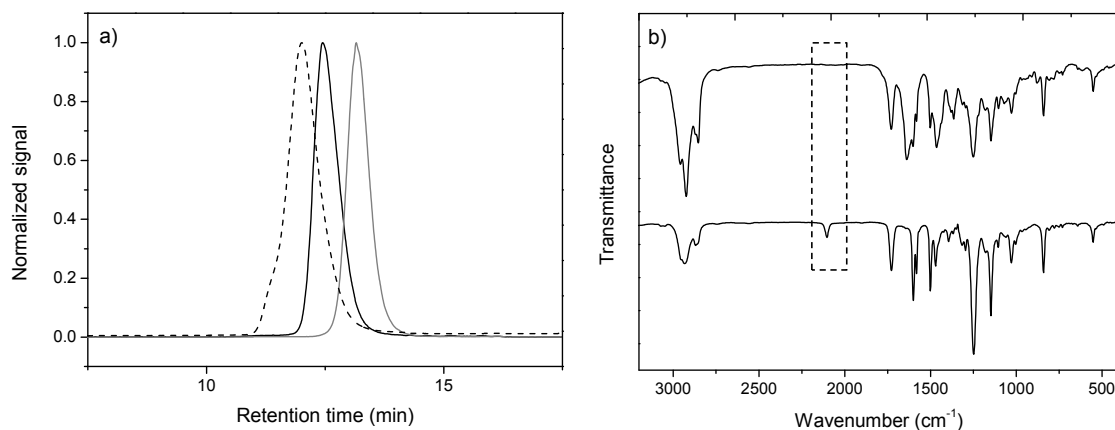 a)
1.0
0.8
0.6
0.4
0.2
0.0
Normalized signal
10
15
Retention time (min)
b)
Transmittance
3000
2500
2000
1500
1000
500
Wavenumber (cm⁻¹)